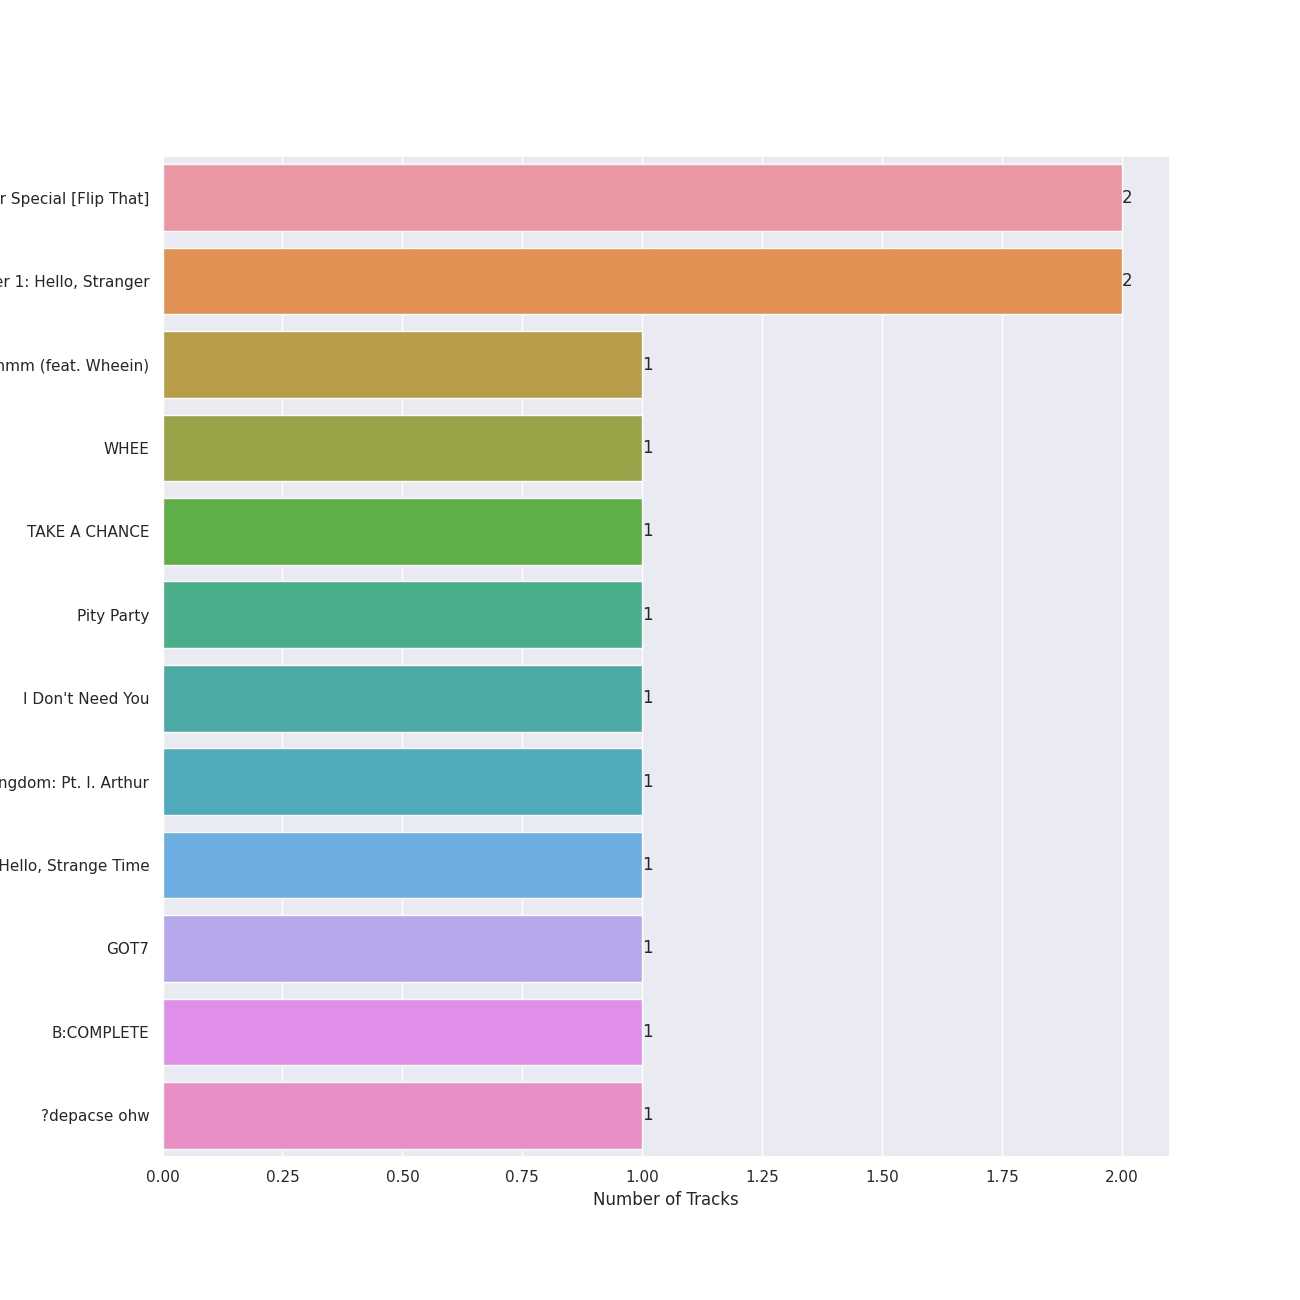 r Special [Flip That]
2
er 1: Hello, Stranger
2
mm (feat. Wheein)
1
WHEE
1
TAKE A CHANCE
1
Pity Party
1
I Don't Need You
1
ngdom: Pt. I. Arthur
1
Hello, Strange Time
1
GOT7
1
B:COMPLETE
1
?depacse ohw
1
0.00 0.25 0.50 0.75 1.00 1.25 1.50 1.75 2.00
Number of Tracks